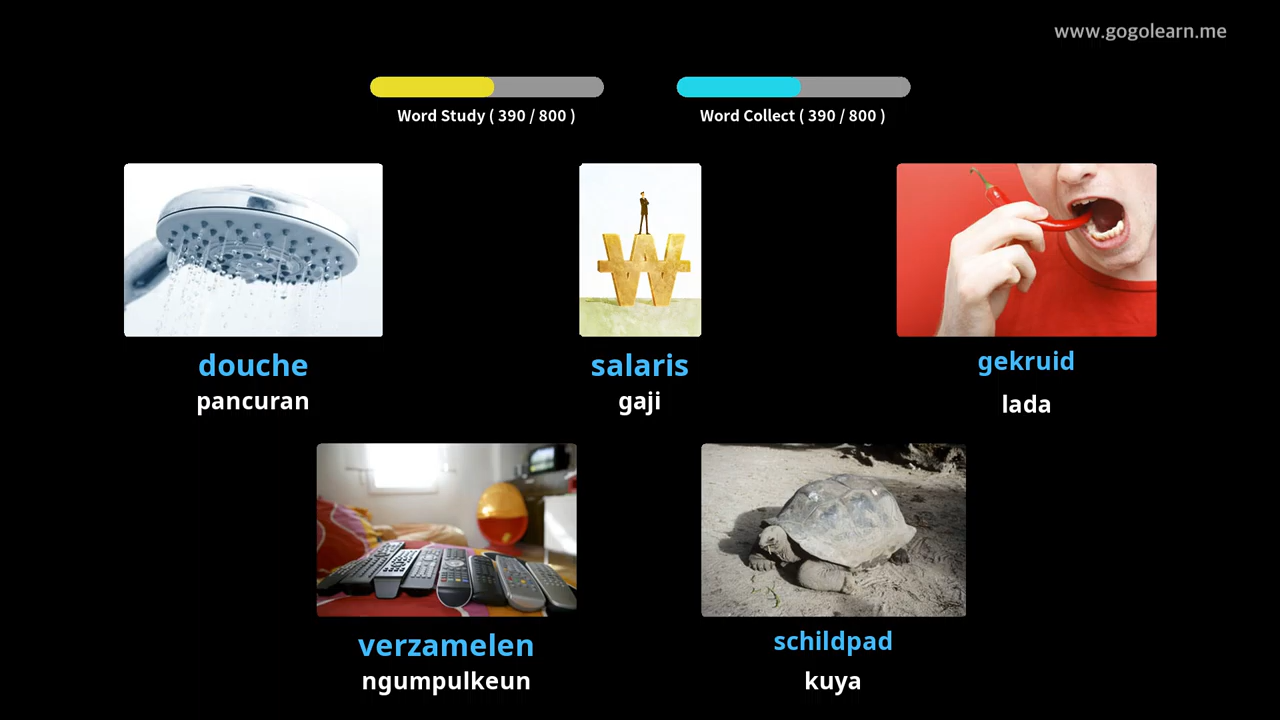 www.gogolearn.me
Word Study ( 390 / 800 )
Word Collect ( 390 / 800 )
douche
pancuran
salaris
gaji
gekruid
lada
verzamelen
ngumpulkeun
schildpad
kuya